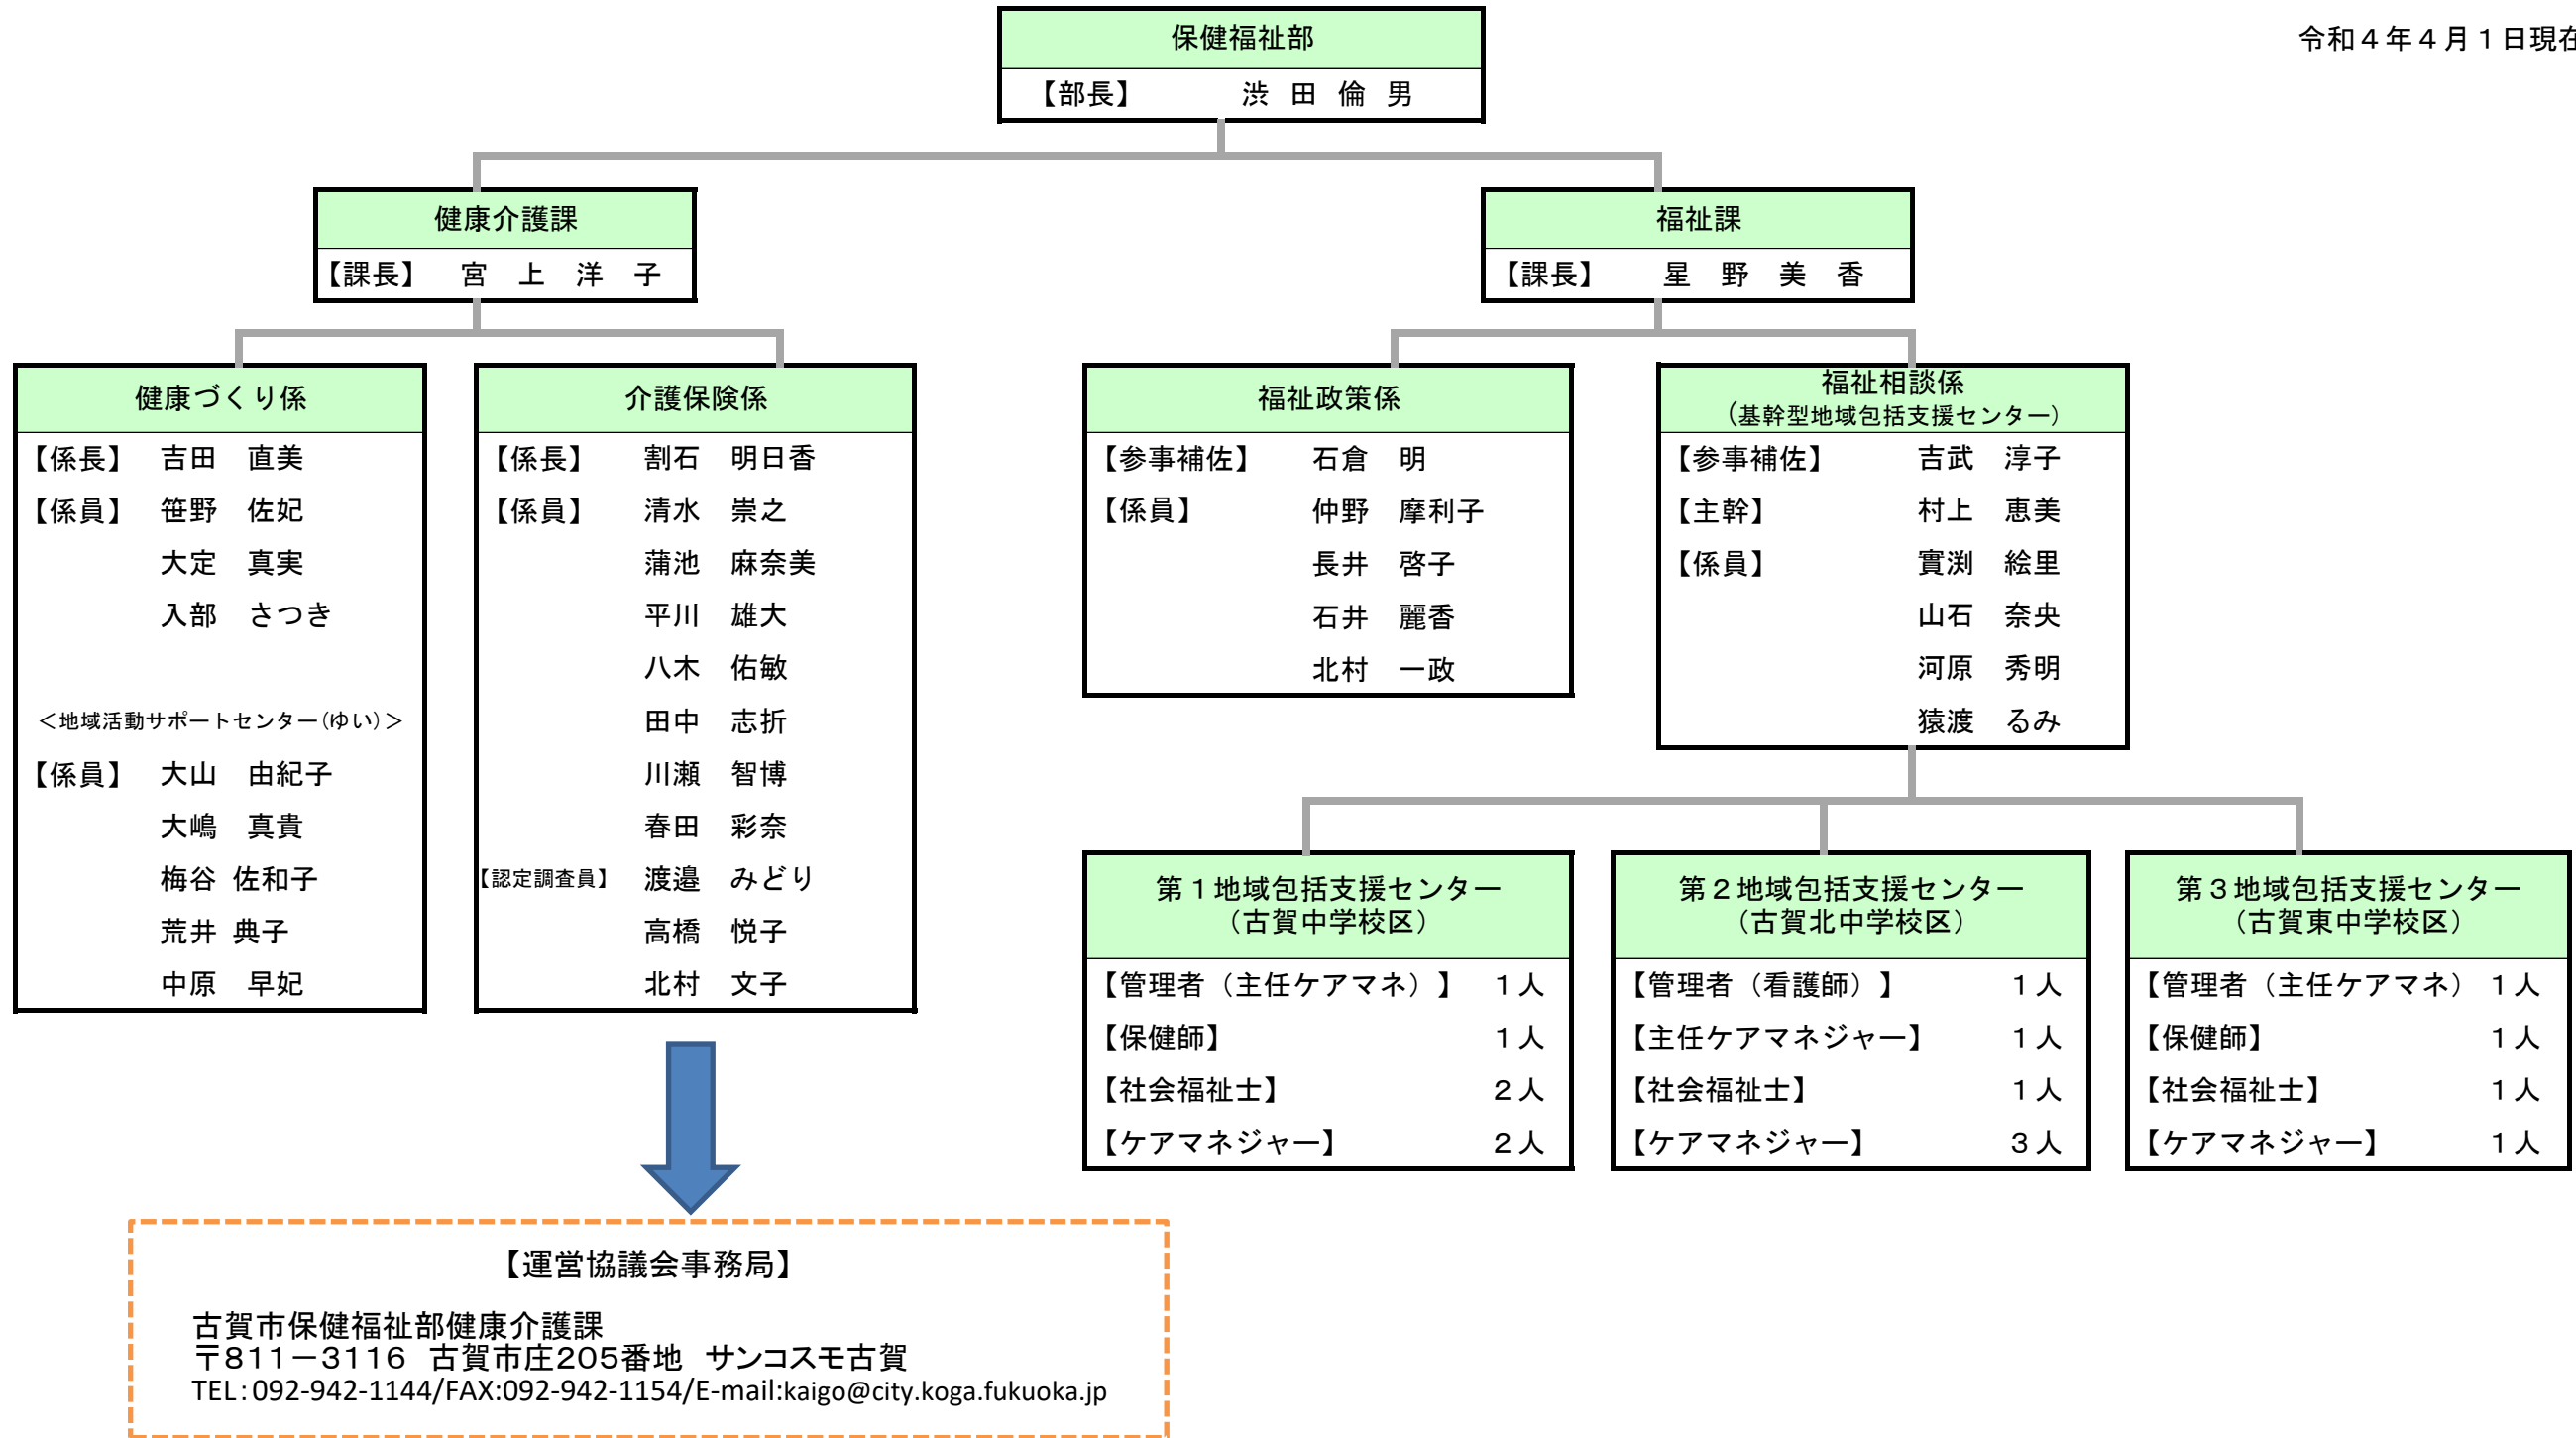 令和４年４月１日現在
保健福祉部
【部長】 渋 田 倫 男
健康介護課
【課長】 宮 上 洋 子
福祉課
【課長】 星 野 美 香
健康づくり係
【係長】 吉田 直美
【係員】 笹野 佐妃
大定 真実
入部 さつき
＜地域活動サポートセンター(ゆい)＞
【係員】 大山 由紀子
大嶋 真貴
梅谷 佐和子
荒井 典子
中原 早妃
介護保険係
【係長】 割石 明日香
【係員】 清水 崇之
蒲池 麻奈美
平川 雄大
八木 佑敏
田中 志折
川瀬 智博
春田 彩奈
【認定調査員】 渡邉 みどり
高橋 悦子
北村 文子
福祉政策係
【参事補佐】 石倉 明
【係員】 仲野 摩利子
長井 啓子
石井 麗香
北村 一政
福祉相談係
（基幹型地域包括支援センター）
【参事補佐】 吉武 淳子
【主幹】 村上 恵美
【係員】 實渕 絵里
山石 奈央
河原 秀明
猿渡 るみ
第１地域包括支援センター
（古賀中学校区）
【管理者（主任ケアマネ）】 １人
【保健師】 １人
【社会福祉士】 ２人
【ケアマネジャー】 ２人
第２地域包括支援センター
（古賀北中学校区）
【管理者（看護師）】 １人
【主任ケアマネジャー】 １人
【社会福祉士】 １人
【ケアマネジャー】 ３人
第３地域包括支援センター
（古賀東中学校区）
【管理者（主任ケアマネ） １人
【保健師】 １人
【社会福祉士】 １人
【ケアマネジャー】 １人
【運営協議会事務局】
古賀市保健福祉部健康介護課
〒811－3116 古賀市庄205番地 サンコスモ古賀
TEL：092-942-1144/FAX:092-942-1154/E-mail:kaigo@city.koga.fukuoka.jp